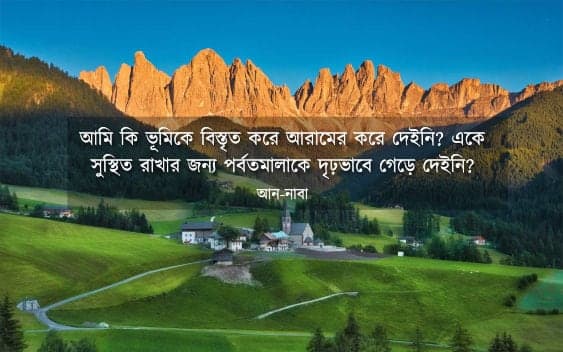 আমি কি ভূমিকে বিস্তৃত করে আরামের করে দেইনি? একে
সুস্থিত রাখার জন্য পর্বতমালাকে দৃঢ়ভাবে গেড়ে দেইনি?
আন-নাবা